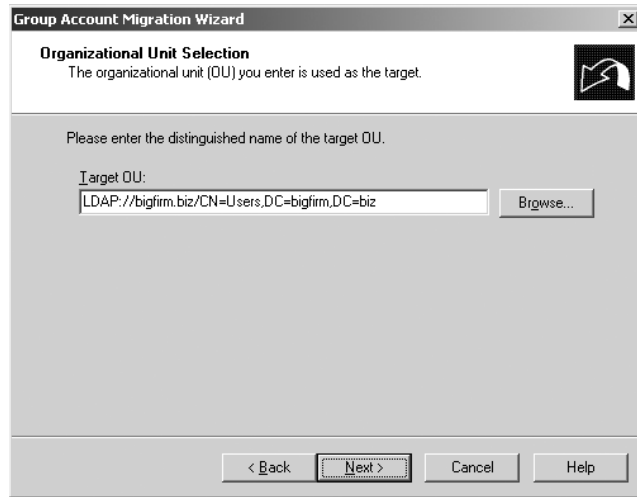 Group Account Migration Wizard
Organizational Unit Selection
The organizational unit (OU) you enter is used as the target.
Please enter the distinguished name of the target OU.
Target OU:
LDAP://bigfirm.biz/CN=Users,DC=bigfirm,DC=biz
Browse...
< Back
Next >
Cancel
Help